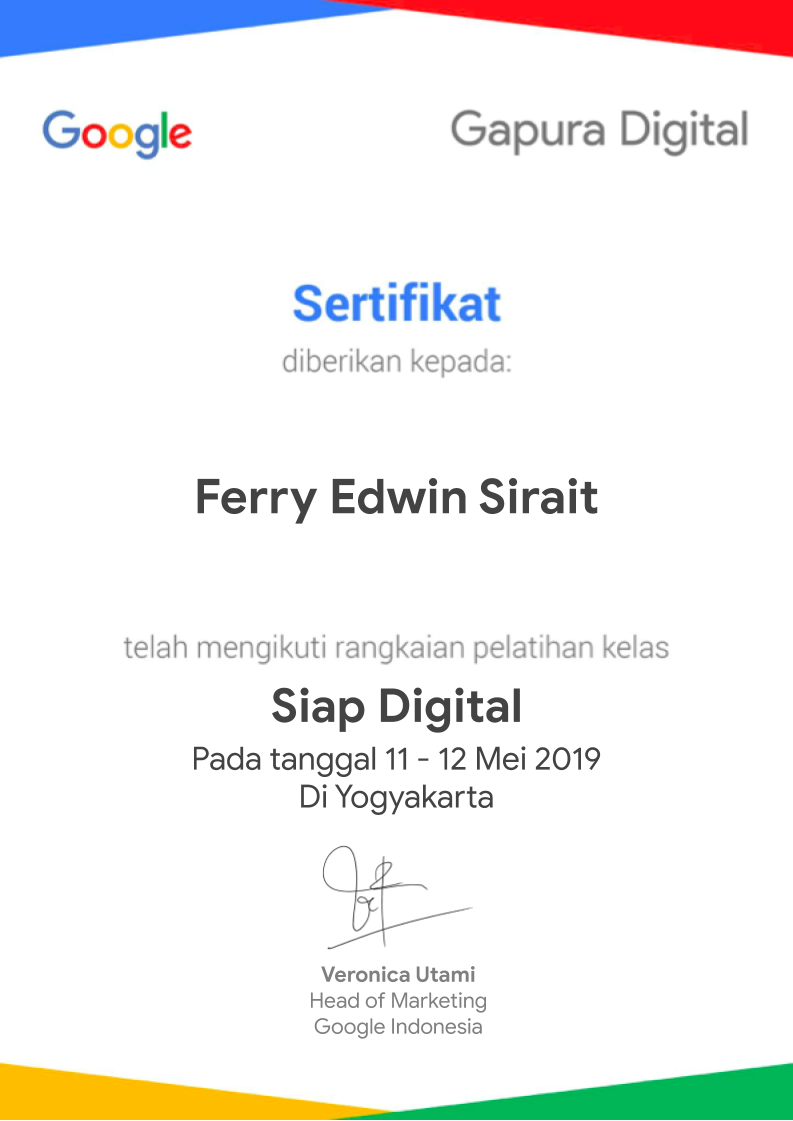 Google
Gapura Digital
Sertifikat
diberikan kepada:
Ferry Edwin Sirait
telah mengikuti rangkaian pelatihan kelas
Siap Digital
Pada tanggal 11 - 12 Mei 2019
Di Yogyakarta
Veronica Utami
Head of Marketing
Google Indonesia